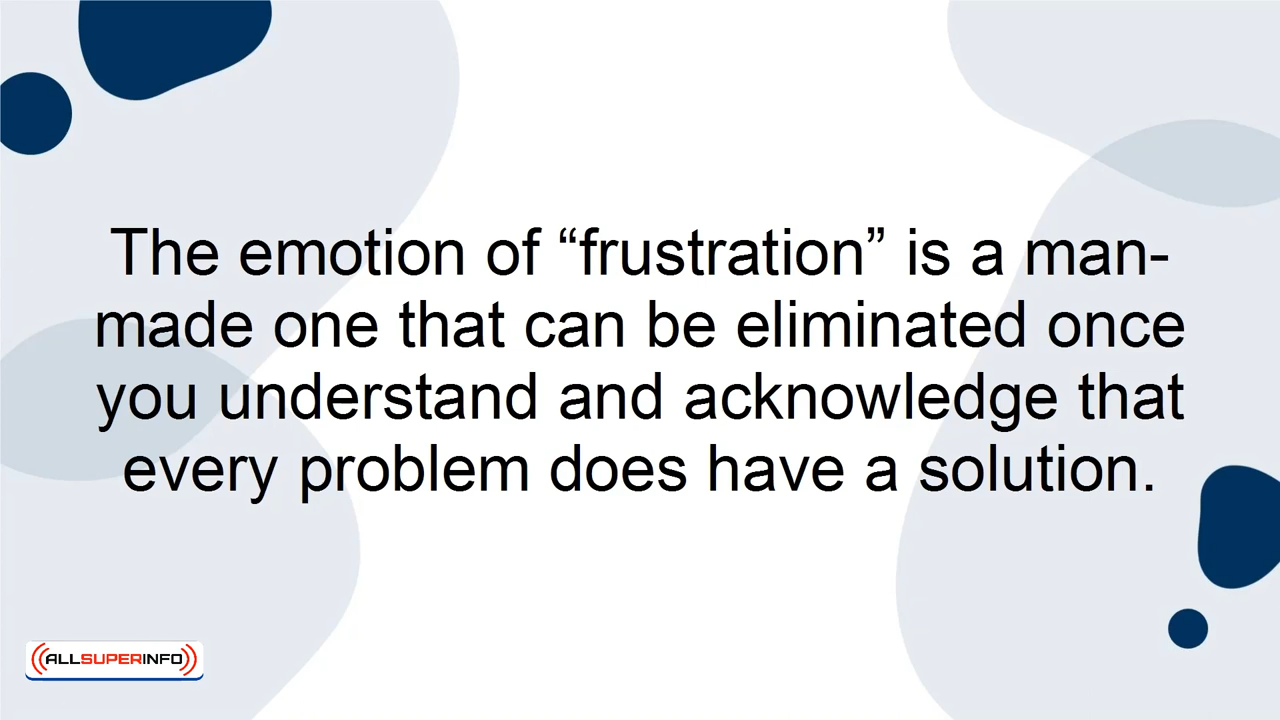 The emotion of “frustration” is a man-
made one that can be eliminated once
you understand and acknowledge that
every problem does have a solution.
ALLSUPERINFO